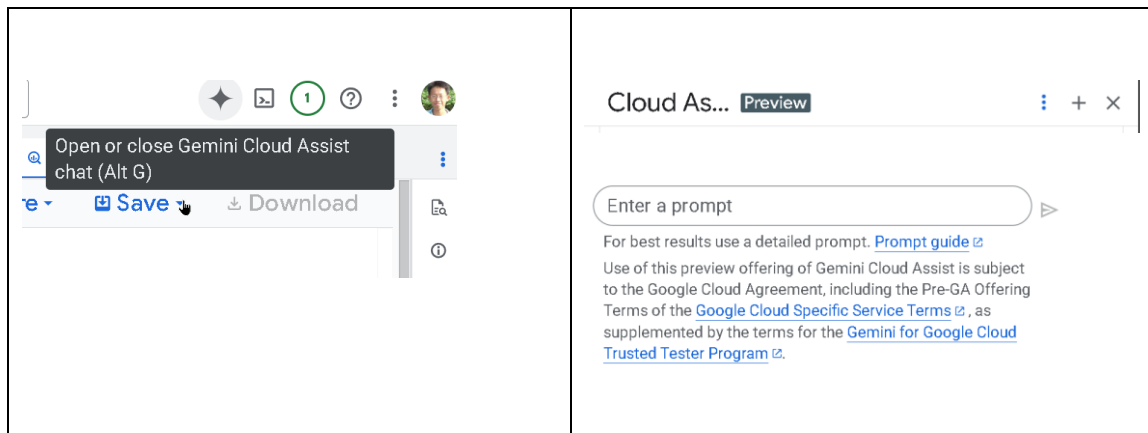 1
Open or close Gemini Cloud Assist
chat (Alt G)
re
Save
Download
Cloud As... Preview
Enter a prompt
For best results use a detailed prompt. Prompt guide
Use of this preview offering of Gemini Cloud Assist is subject
to the Google Cloud Agreement, including the Pre-GA Offering
Terms of the Google Cloud Specific Service Terms, as
supplemented by the terms for the Gemini for Google Cloud
Trusted Tester Program.